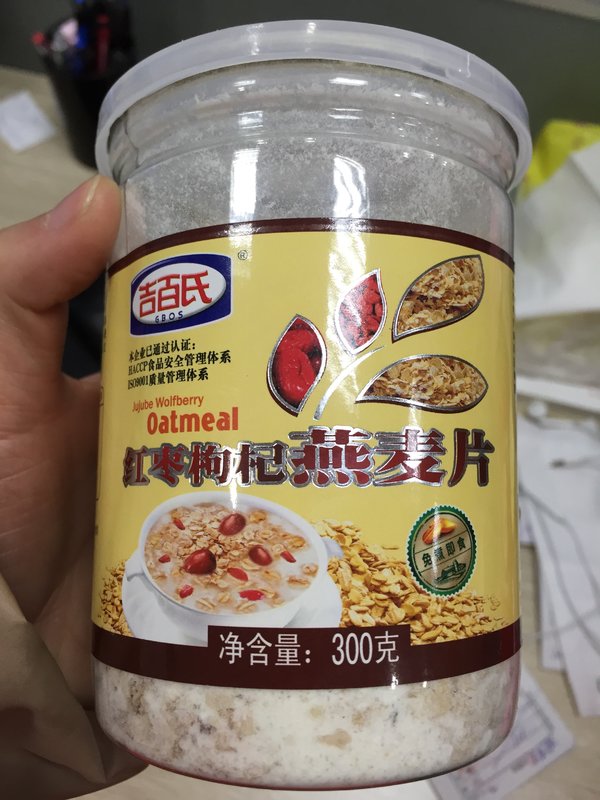 吉百氏
®
G.B.O.S
本企业已通过认证:
HACCP食品安全管理体系
ISO9001质量管理体系
Jujube Wolfberry
Oatmeal
红枣枸杞燕麦片
免煮即食
净含量: 300克